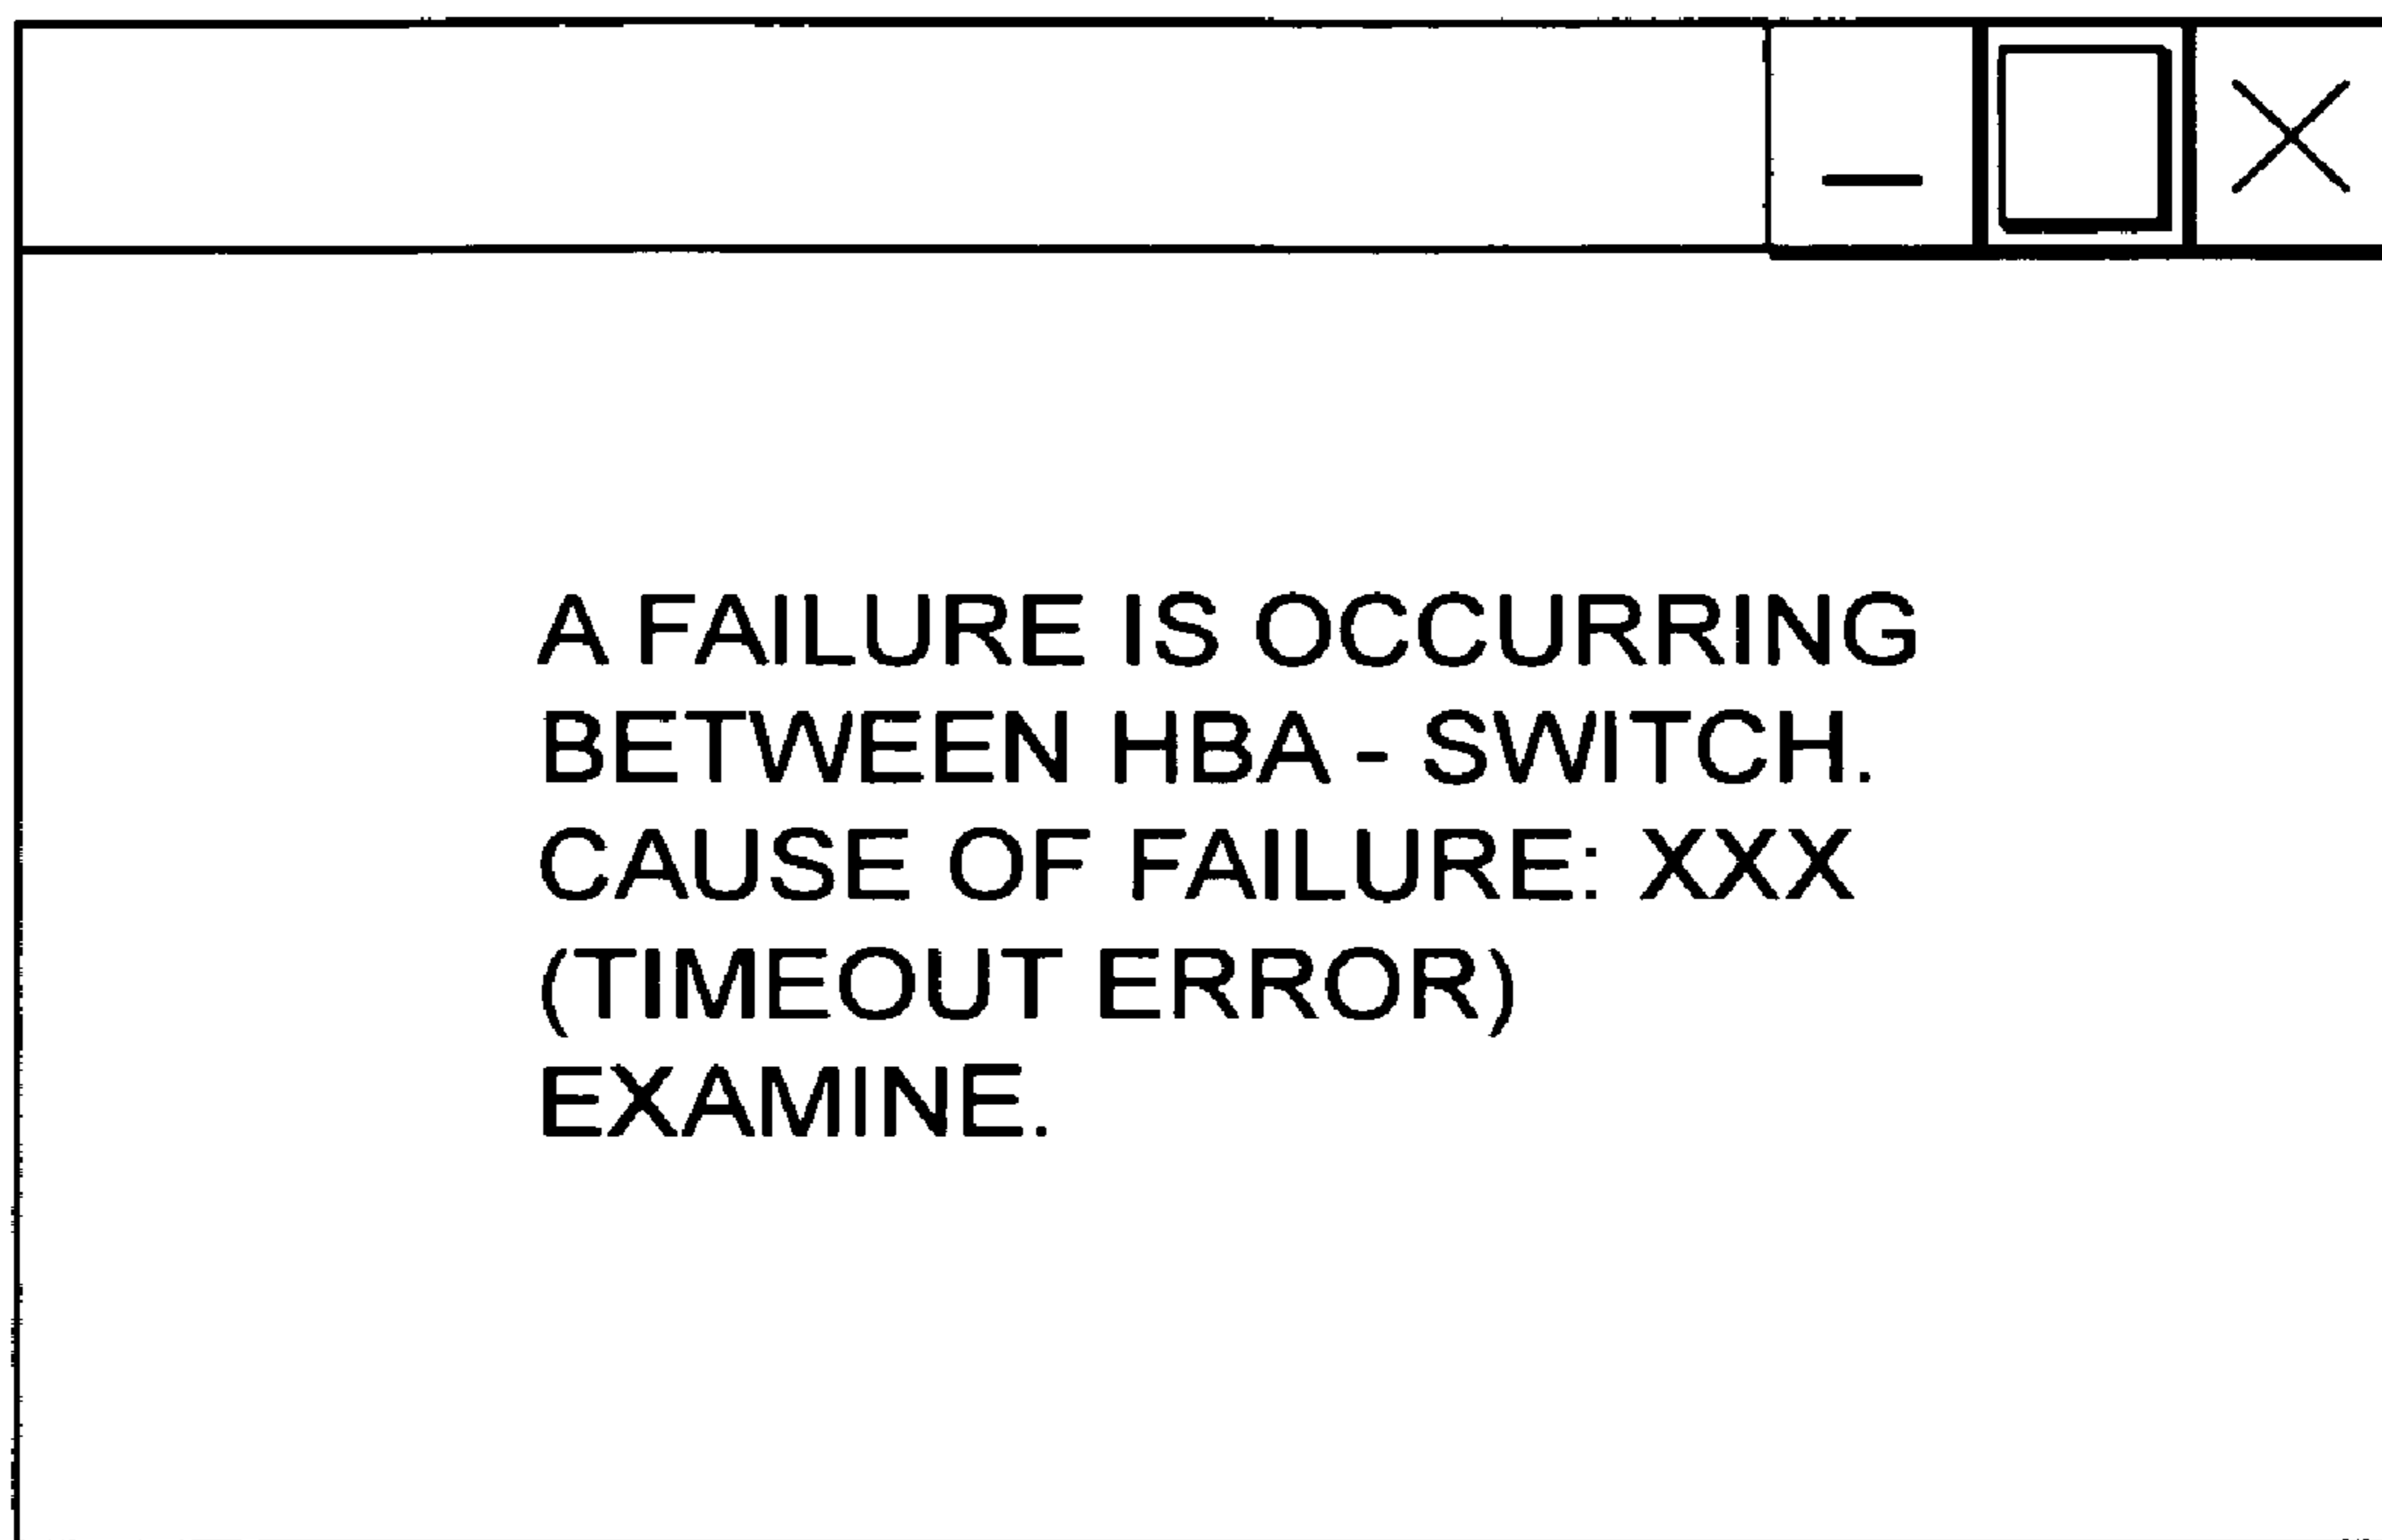 A FAILURE IS OCCURRING
BETWEEN HBA - SWITCH.
CAUSE OF FAILURE: XXX
(TIMEOUT ERROR)
EXAMINE.